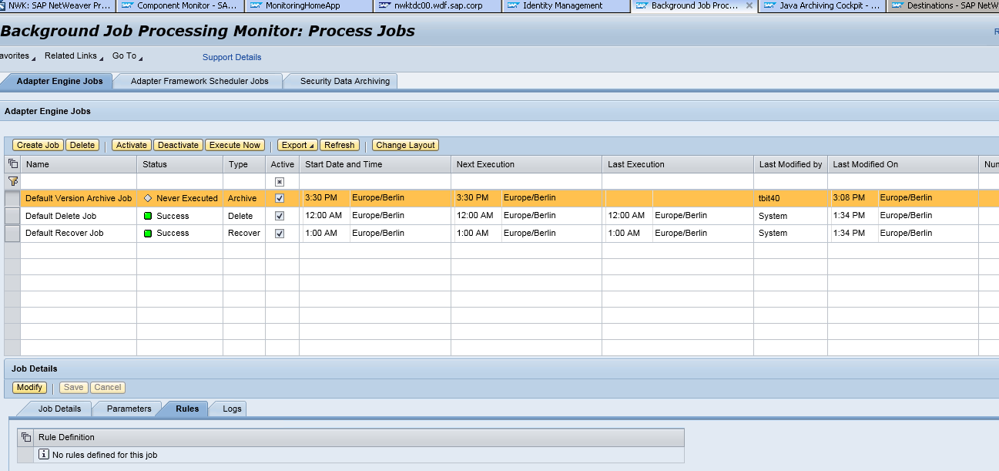 NWK: SAP NetWeaver Pr... Component Monitor - SA... MonitoringHomeApp nwktdc00.wdf.sap.corp Identity Management Background Job Proc... Java Archiving Cockpit - ... Destinations - SAP NetW
Background Job Processing Monitor: Process Jobs
avorites Related Links Go To Support Details
Adapter Engine Jobs Adapter Framework Scheduler Jobs Security Data Archiving
Adapter Engine Jobs
Create Job Delete Activate Deactivate Execute Now Export Refresh Change Layout
Name Status Type Active Start Date and Time Next Execution Last Execution Last Modified by Last Modified On Num
Default Version Archive Job Never Executed Archive 3:30 PM Europe/Berlin 3:30 PM Europe/Berlin tbit40 3:08 PM Europe/Berlin
Default Delete Job Success Delete 12:00 AM Europe/Berlin 12:00 AM Europe/Berlin 12:00 AM Europe/Berlin System 1:34 PM Europe/Berlin
Default Recover Job Success Recover 1:00 AM Europe/Berlin 1:00 AM Europe/Berlin 1:00 AM Europe/Berlin System 1:34 PM Europe/Berlin
Job Details
Modify Save Cancel
Job Details Parameters Rules Logs
Rule Definition
No rules defined for this job